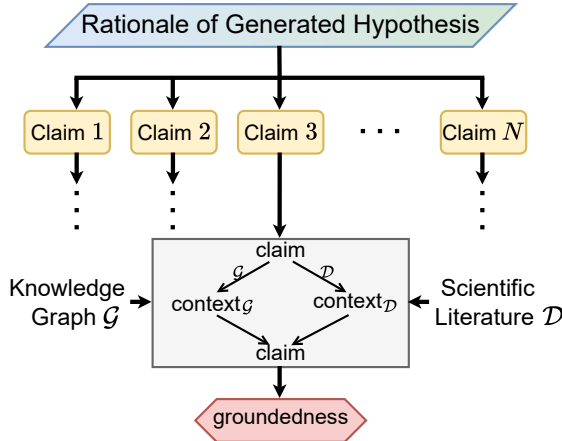 Rationale of Generated Hypothesis
Claim 1 Claim 2 Claim 3 · · · Claim N
claim
𝒢 𝒟
Knowledge
Graph 𝒢
context𝒢 context𝒟
Scientific
Literature 𝒟
claim
groundedness